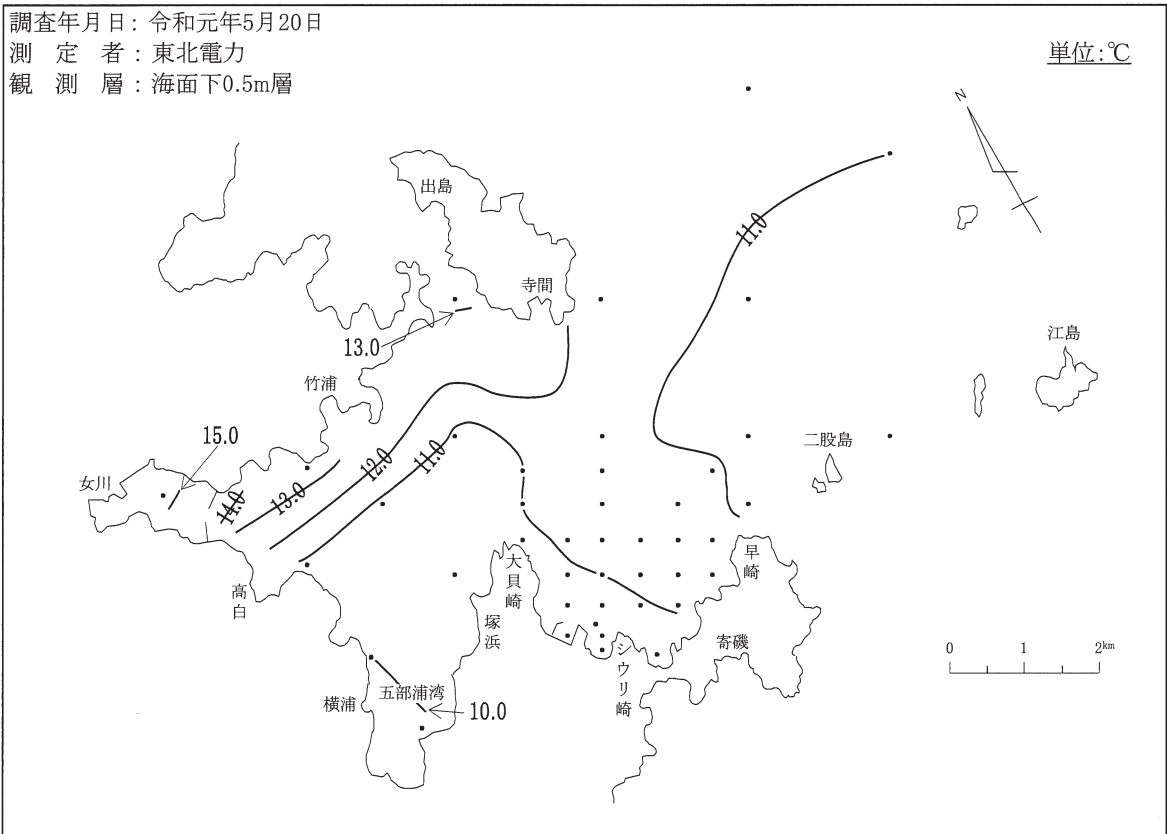 調査年月日：令和元年5月20日
測定者：東北電力
観測層：海面下0.5m層
単位：℃
N
出島
11.0
寺間
13.0
江島
竹浦
二股島
15.0
12.0
11.0
女川
14.0
13.0
早崎
大貝崎
高白
塚浜
寄磯
シウリ崎
0 1 2km
五部浦湾
横浦
10.0